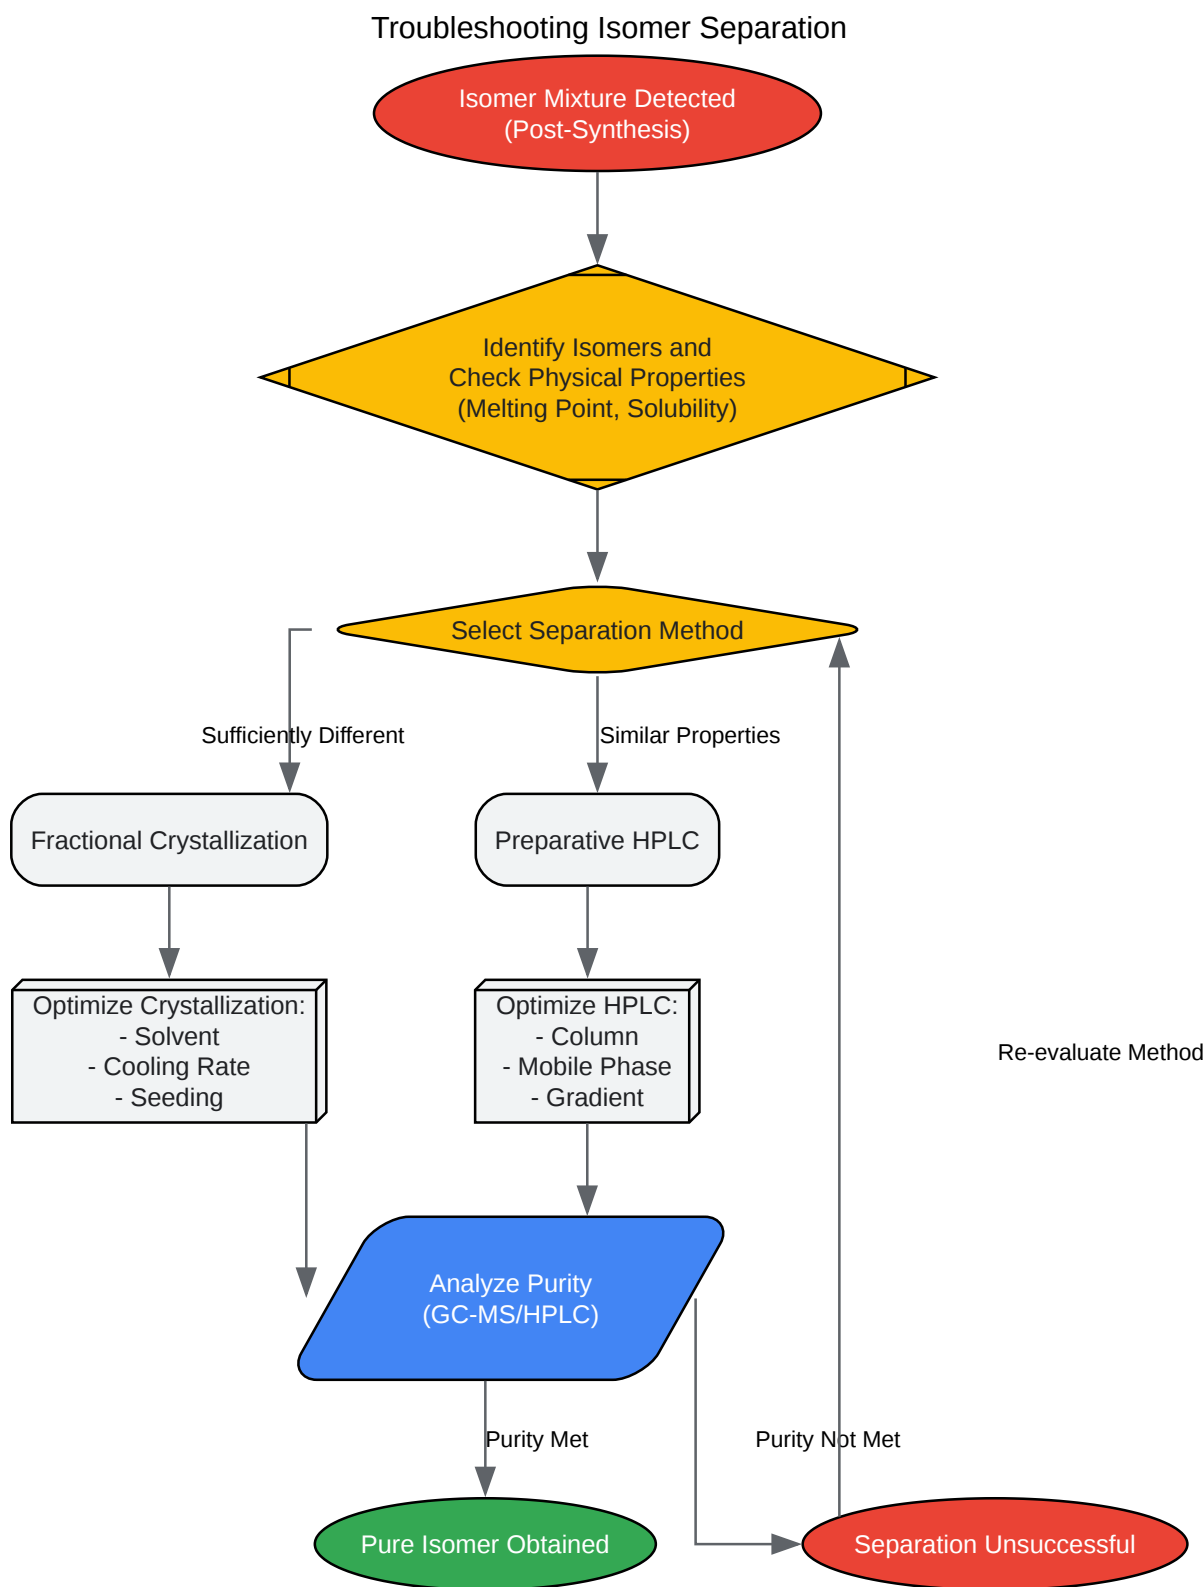 Troubleshooting Isomer Separation
Isomer Mixture Detected
(Post-Synthesis)
Identify Isomers and
Check Physical Properties
(Melting Point, Solubility)
Select Separation Method
Sufficiently Different
Similar Properties
Fractional Crystallization
Preparative HPLC
Optimize Crystallization:
- Solvent
- Cooling Rate
- Seeding
Optimize HPLC:
- Column
- Mobile Phase
- Gradient
Re-evaluate Method
Analyze Purity
(GC-MS/HPLC)
Purity Met
Purity Not Met
Pure Isomer Obtained
Separation Unsuccessful